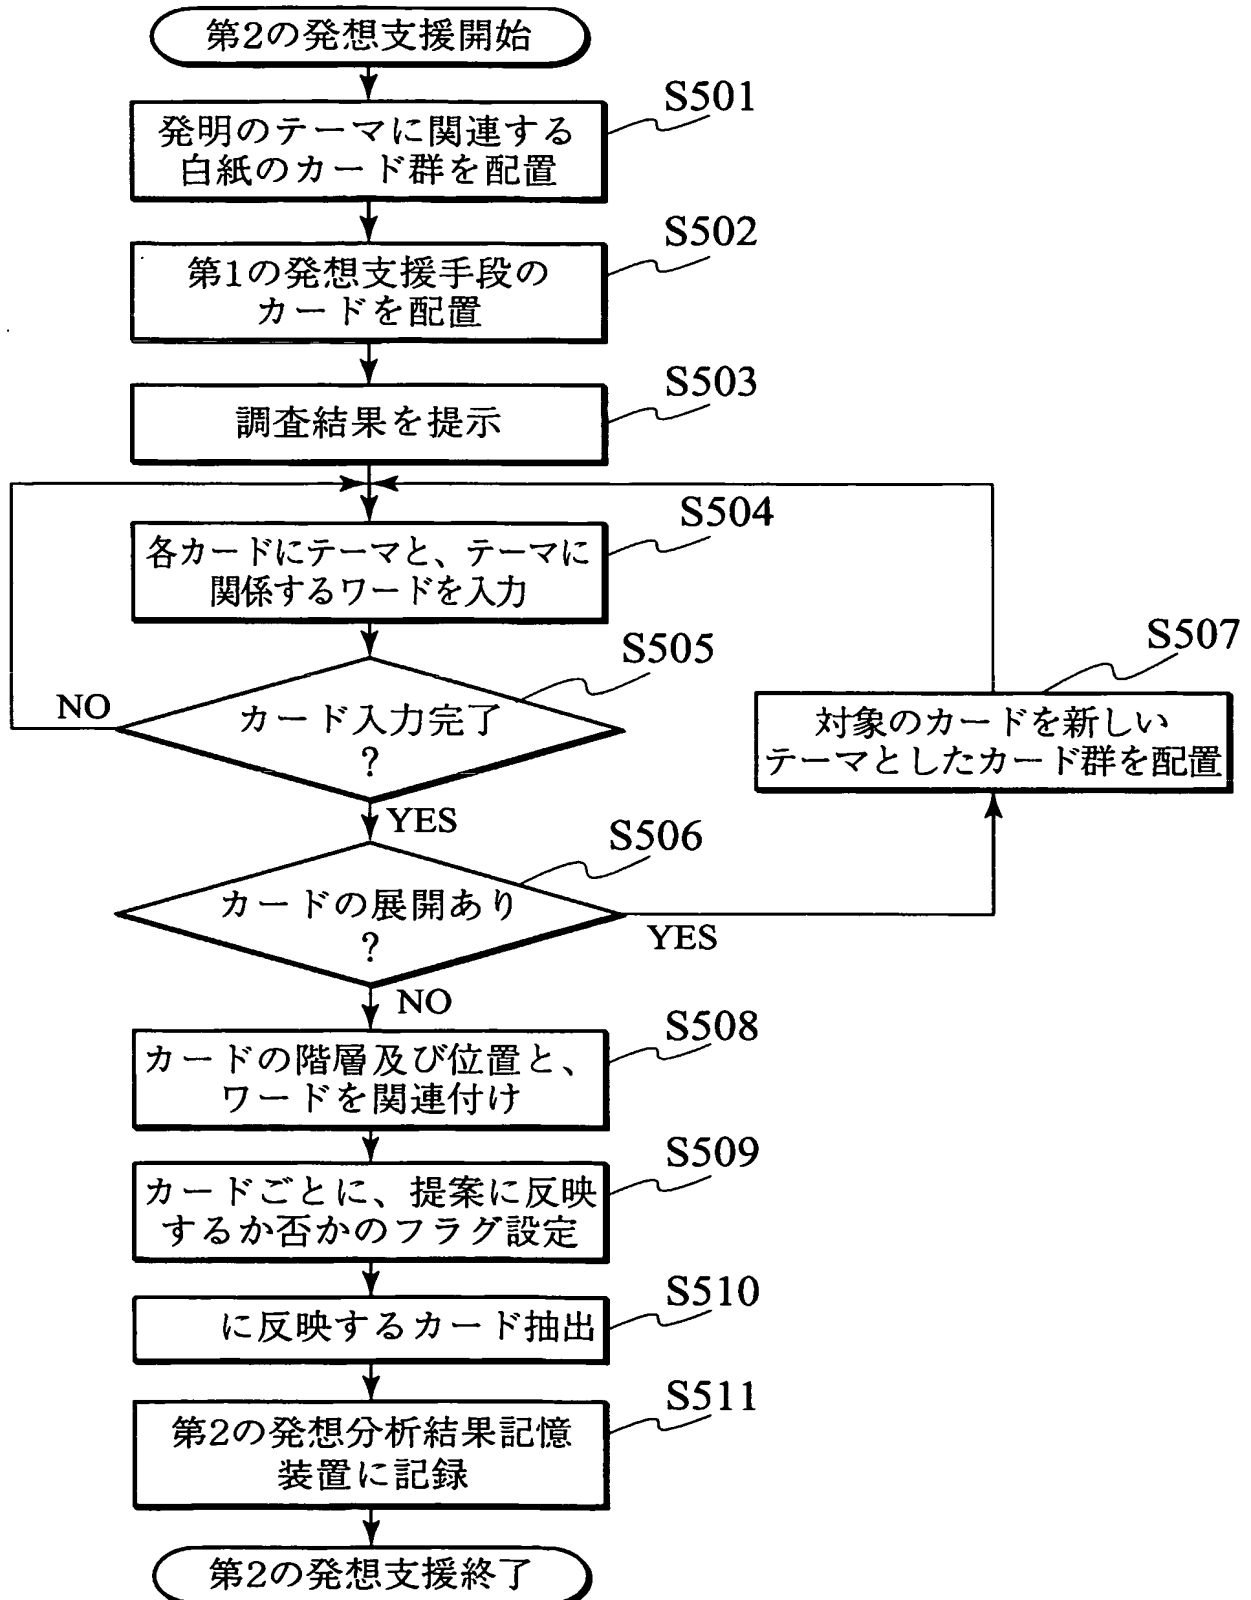 第2の発想支援開始
S501
発明のテーマに関連する
白紙のカード群を配置
S502
第1の発想支援手段の
カードを配置
S503
調査結果を提示
S504
各カードにテーマと、テーマに
関係するワードを入力
S505
カード入力完了
?
NO
YES
S507
対象のカードを新しい
テーマとしたカード群を配置
S506
カードの展開あり
?
YES
NO
S508
カードの階層及び位置と、
ワードを関連付け
S509
カードごとに、提案に反映
するか否かのフラグ設定
S510
に反映するカード抽出
S511
第2の発想分析結果記憶
装置に記録
第2の発想支援終了